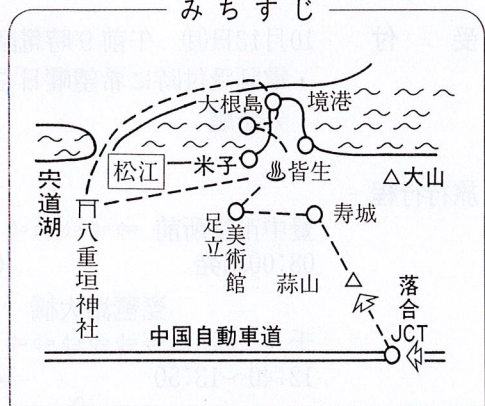 みちすじ
大根島
境港
松江
米子
皆生
大山
宍道湖
八重垣神社
足立美術館
寿城
蒜山
落合
JCT
中国自動車道